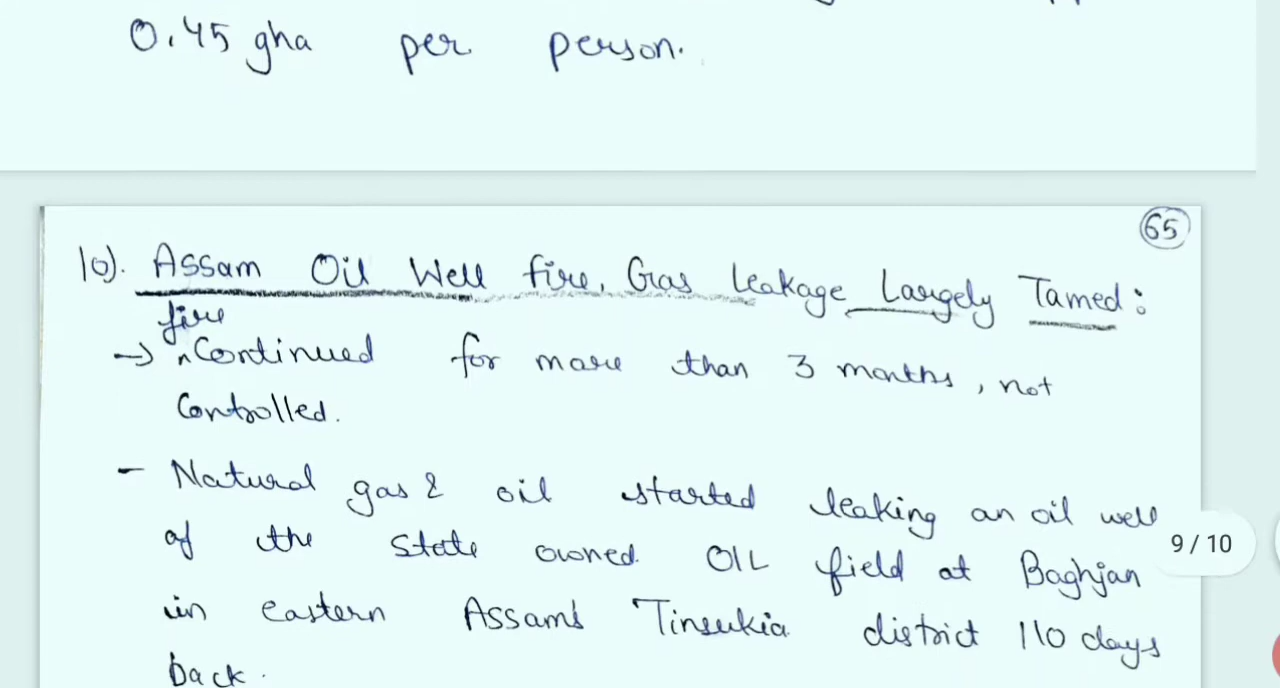 0.45 gha per person.
65
10). Assam Oil Well fire, Gas Leakage Largely Tamed:
fire
→ Continued for more than 3 months, not
Controlled.
- Natural gas & oil started leaking an oil well
of the State owned OIL field at Baghjan
9 / 10
in eastern Assam's Tinsukia district 110 days
back.